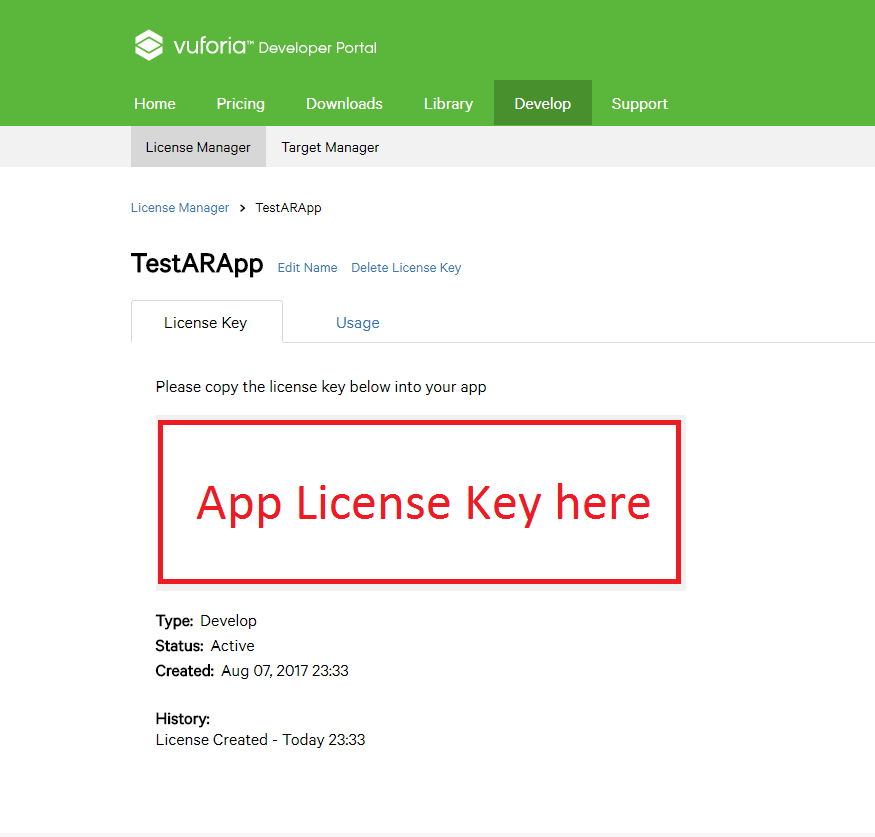 vuforia™ Developer Portal
Home Pricing Downloads Library Develop Support
License Manager Target Manager
License Manager > TestARApp
TestARApp Edit Name Delete License Key
License Key Usage
Please copy the license key below into your app
App License Key here
Type: Develop
Status: Active
Created: Aug 07, 2017 23:33
History:
License Created - Today 23:33